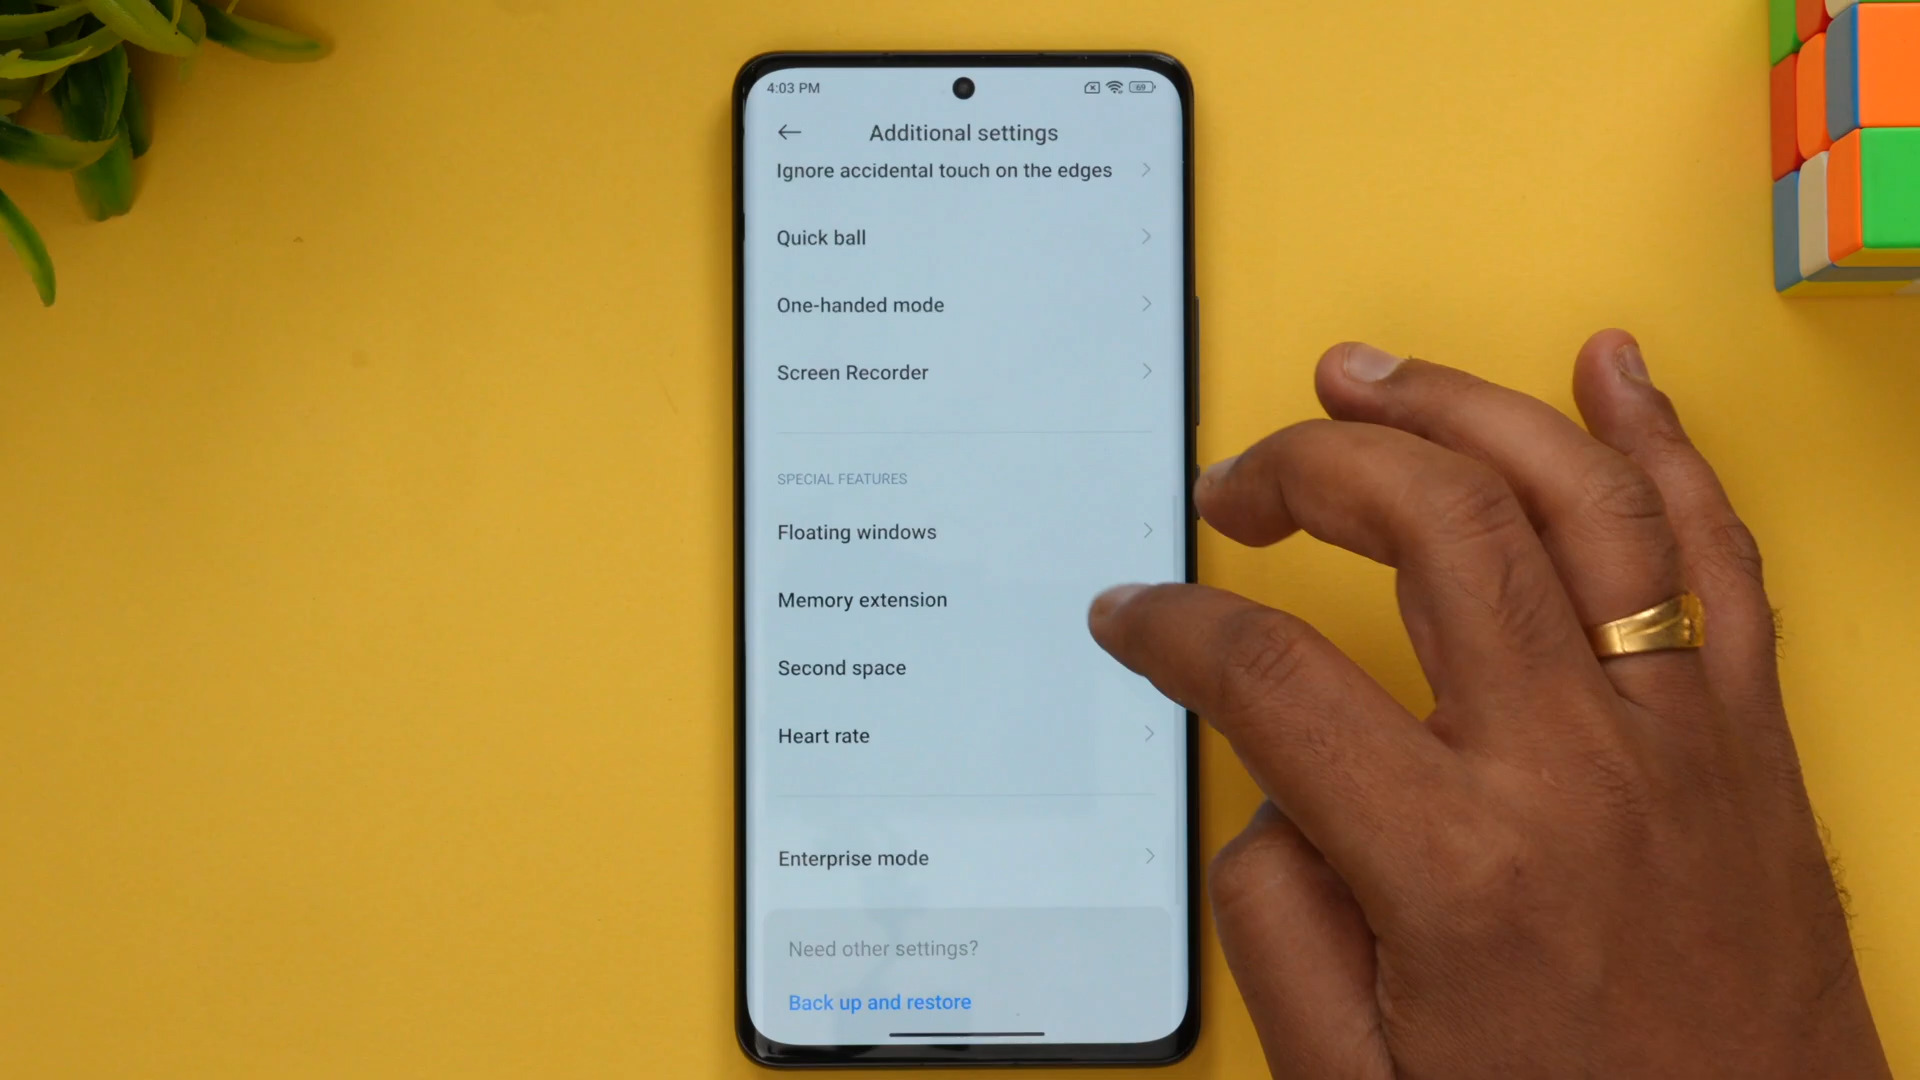 4:03 PM
69
Additional settings
Ignore accidental touch on the edges
Quick ball
One-handed mode
Screen Recorder
SPECIAL FEATURES
Floating windows
Memory extension
Second space
Heart rate
Enterprise mode
Need other settings?
Back up and restore